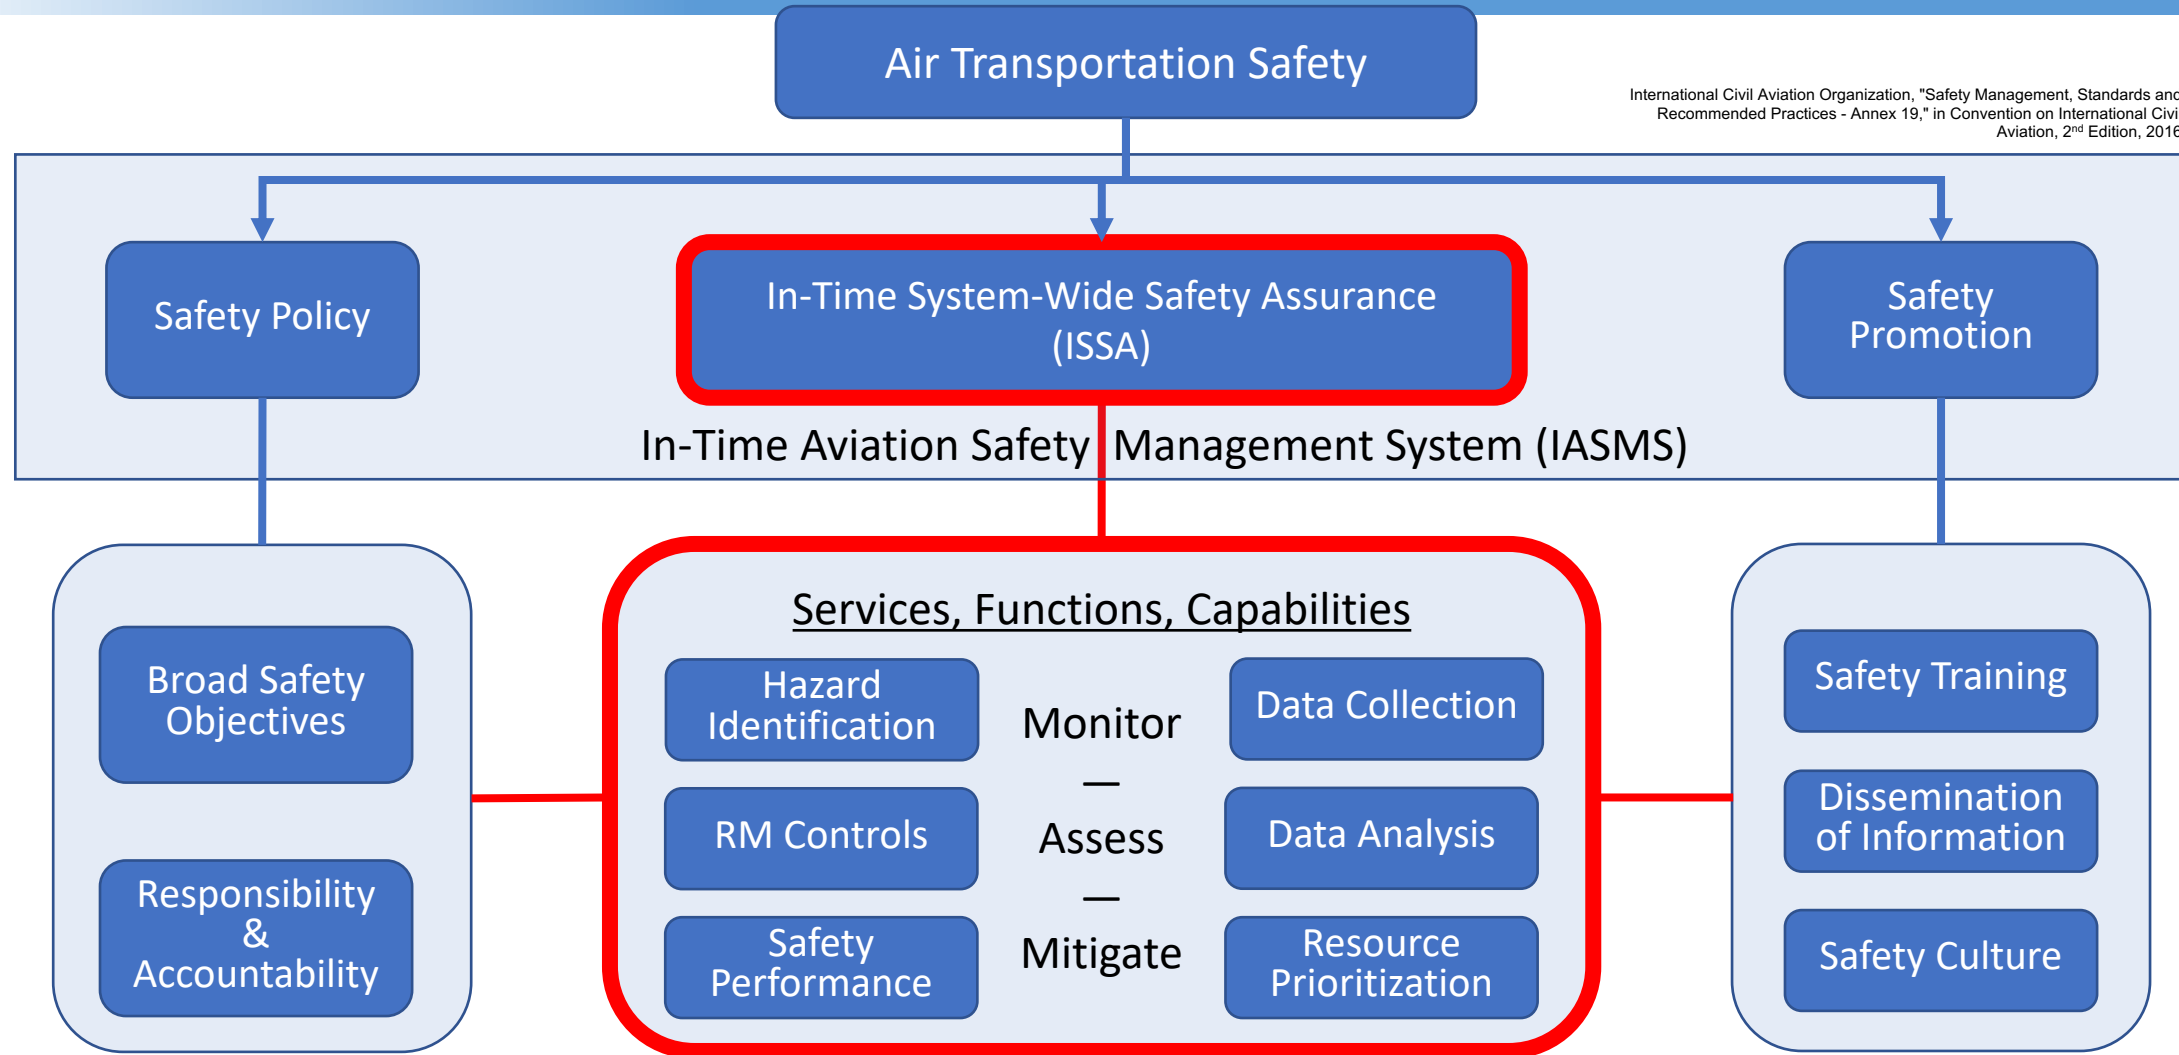 Air Transportation Safety
International Civil Aviation Organization, "Safety Management, Standards and
Recommended Practices - Annex 19," in Convention on International Civil
Aviation, 2nd Edition, 2016
Safety Policy
In-Time System-Wide Safety Assurance
(ISSA)
Safety
Promotion
In-Time Aviation Safety Management System (IASMS)
Broad Safety
Objectives
Responsibility
&
Accountability
Services, Functions, Capabilities
Hazard
Identification
RM Controls
Safety
Performance
Monitor
—
Assess
—
Mitigate
Data Collection
Data Analysis
Resource
Prioritization
Safety Training
Dissemination
of Information
Safety Culture